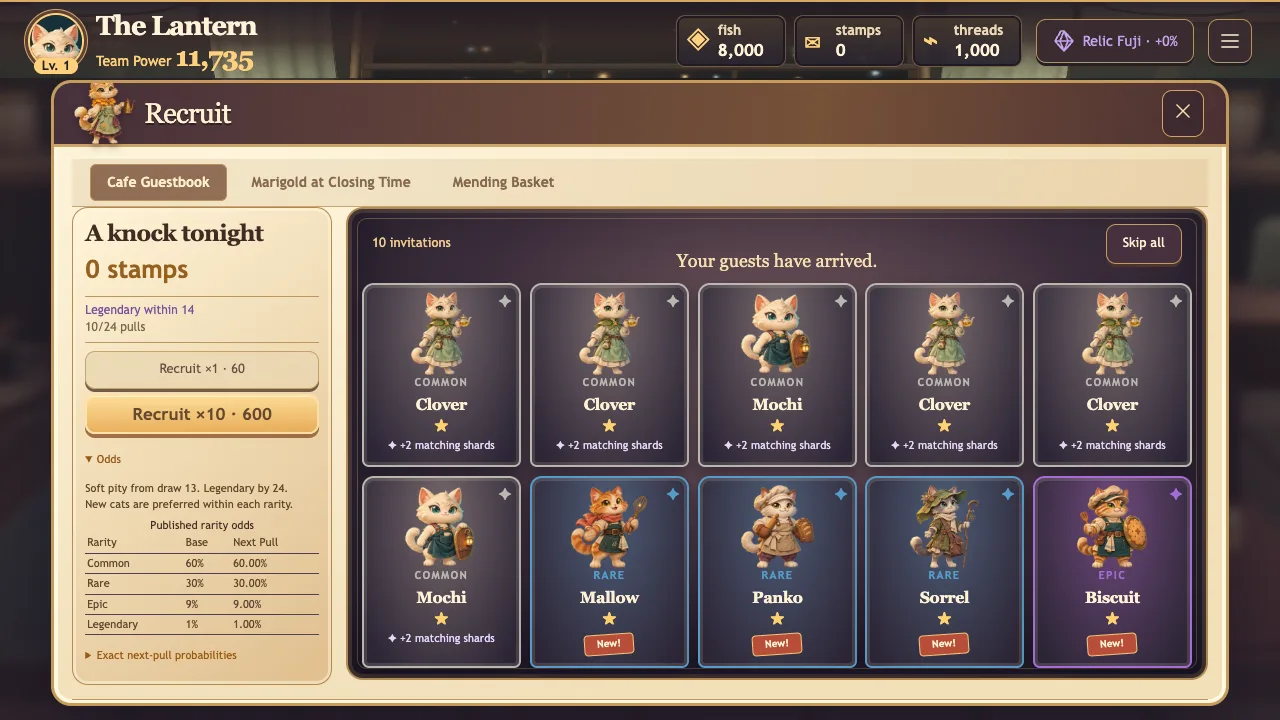 The Lantern
Lv. 1
Team Power 11,735
fish
8,000
stamps
0
threads
1,000
Relic Fuji · +0%
Recruit
Cafe Guestbook
Marigold at Closing Time
Mending Basket
A knock tonight
0 stamps
Legendary within 14
10/24 pulls
Recruit ×1 · 60
Recruit ×10 · 600
▼ Odds
Soft pity from draw 13. Legendary by 24.
New cats are preferred within each rarity.
Published rarity odds
Rarity Base Next Pull
Common 60% 60.00%
Rare 30% 30.00%
Epic 9% 9.00%
Legendary 1% 1.00%
▶ Exact next-pull probabilities
10 invitations
Skip all
Your guests have arrived.
COMMON
Clover
✦ +2 matching shards
COMMON
Clover
✦ +2 matching shards
COMMON
Mochi
✦ +2 matching shards
COMMON
Clover
✦ +2 matching shards
COMMON
Clover
✦ +2 matching shards
COMMON
Mochi
✦ +2 matching shards
RARE
Mallow
New!
RARE
Panko
New!
RARE
Sorrel
New!
EPIC
Biscuit
New!